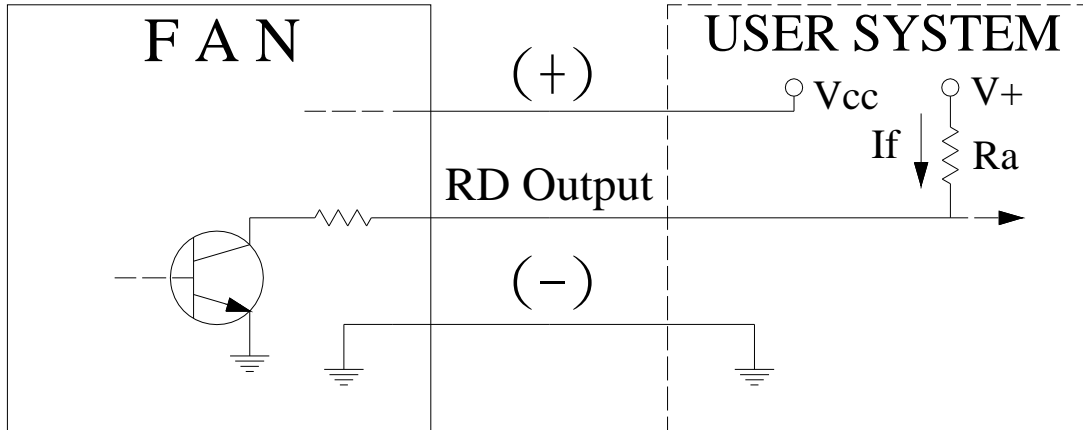 F A N
USER SYSTEM
(+)
Vcc
V+
If
Ra
RD Output
(-)